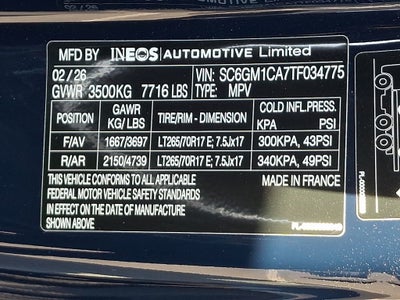 MFD BY INEOS AUTOMOTIVE Limited
02 / 26 VIN: SC6GM1CA7TF034775
GVWR 3500KG 7716 LBS TYPE: MPV
POSITION GAWR KG/ LBS TIRE/RIM - DIMENSION COLD INFL.PRESS. KPA PSI
F/AV 1667/3697 LT265/70R17 E; 7.5Jx17 300KPA, 43PSI
R/AR 2150/4739 LT265/70R17 E; 7.5Jx17 340KPA, 49PSI
THIS VEHICLE CONFORMS TO ALL APPLICABLE MADE IN FRANCE
FEDERAL MOTOR VEHICLE SAFETY STANDARDS
IN EFFECT ON THE DATE OF MANUFACTURING
SHOWN ABOVE